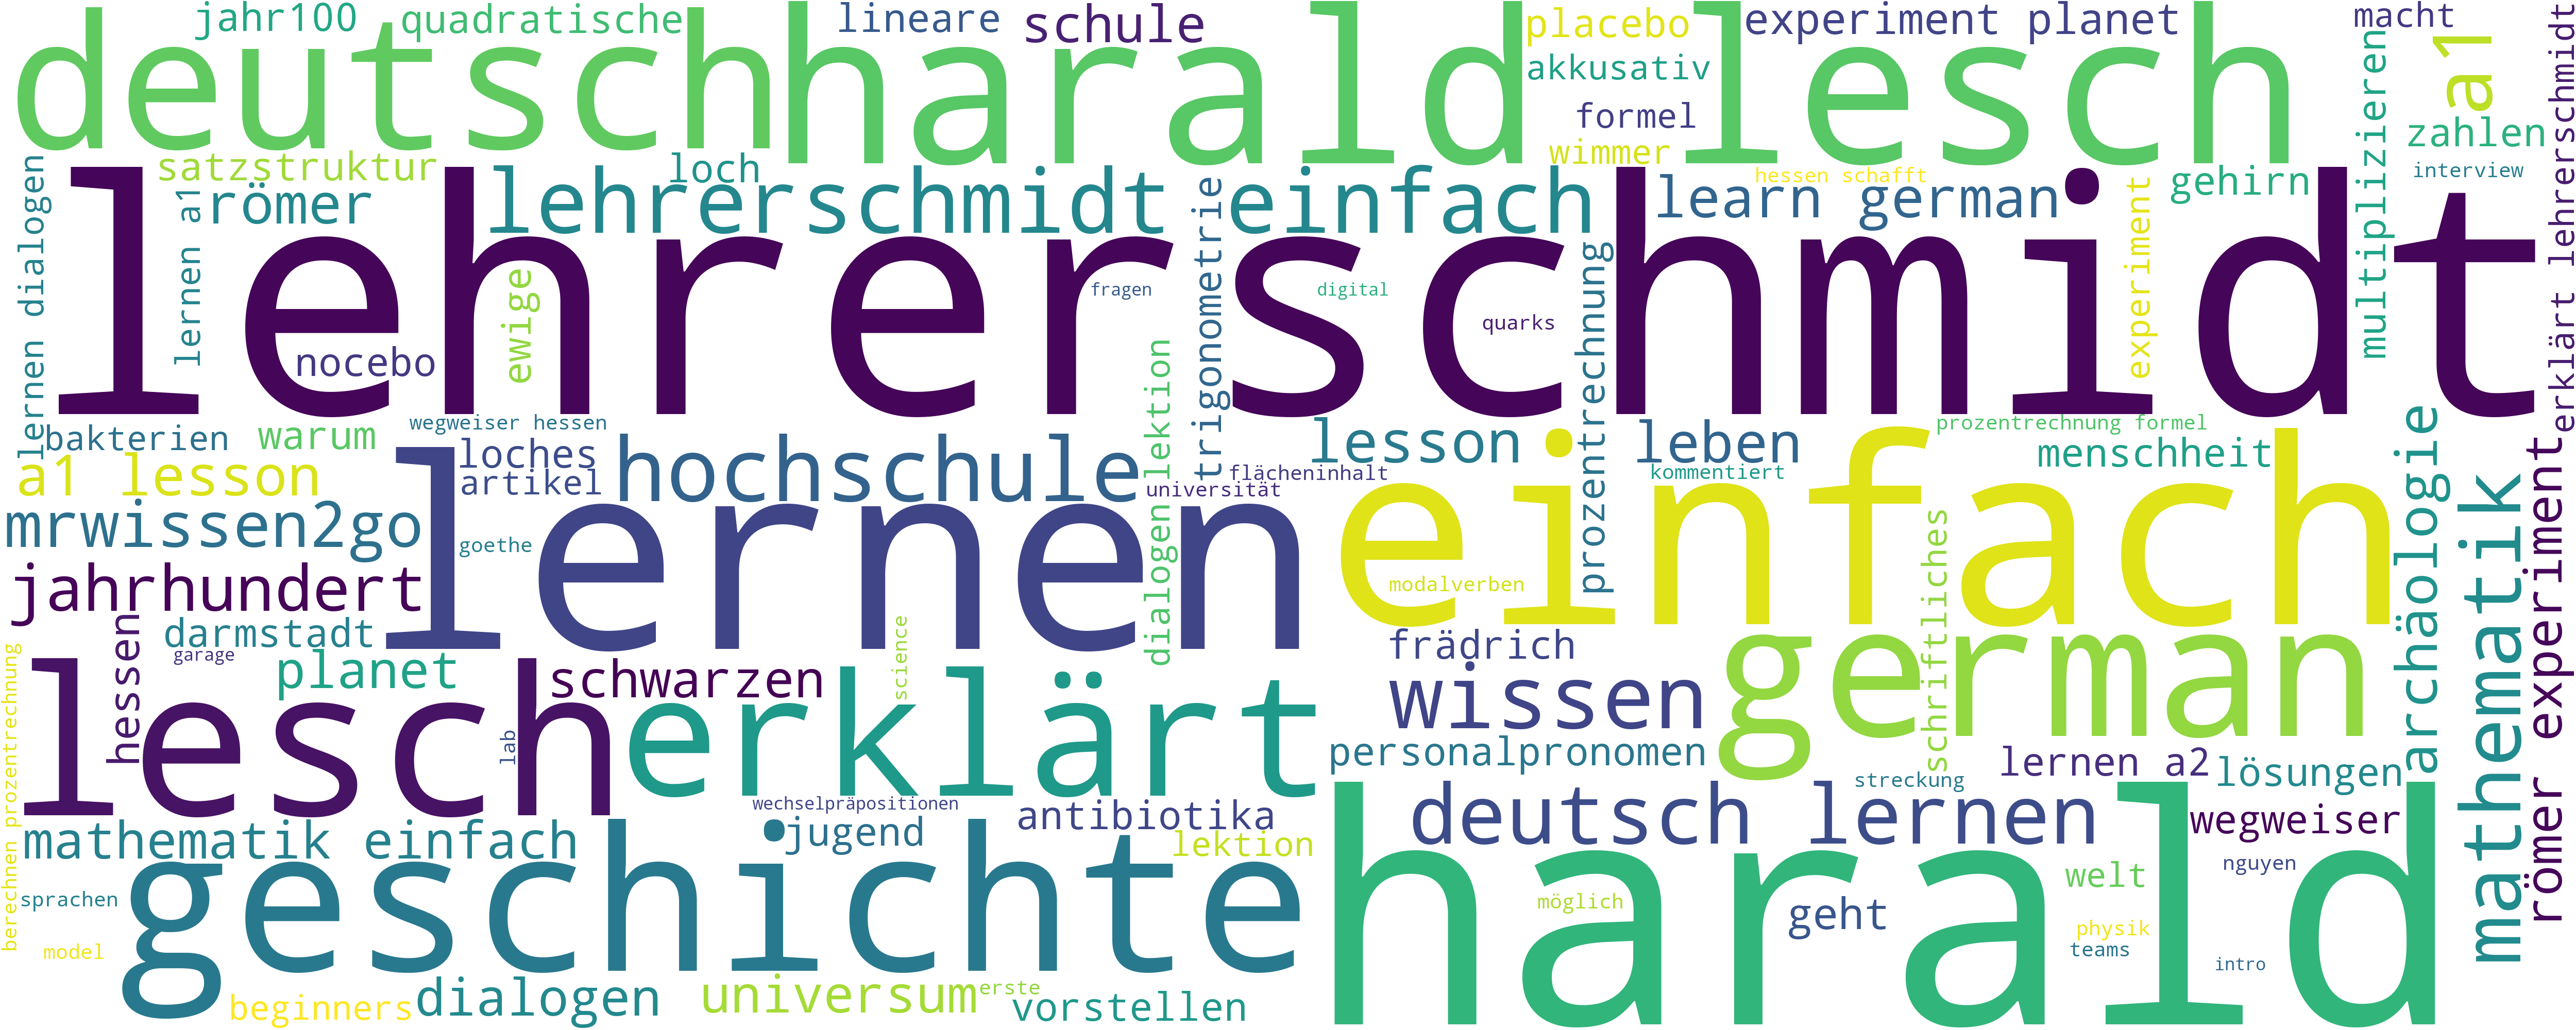 jahr100
quadratische
lineare
schule
placebo
experiment planet
macht
deutsch
harald lesch
akkusativ
a1
formel
zahlen
wimmer
multiplizieren
erklärt lehrerschmidt
satzstruktur
loch
hessen schafft
interview
lernen dialogen
lernen a1
römer
lehrerschmidt einfach
learn german
gehirn
lehrerschmidt
trigonometrie
experiment
prozentrechnung
ewige
fragen
digital
quarks
nocebo
dialogen lektion
wegweiser hessen
prozentrechnung formel
bakterien
warum
loches
hochschule
lesson
leben
menschheit
archäologie
römer experiment
a1 lesson
artikel
universität
flächeninhalt
kommentiert
mrwissen2go
lernen
einfach
mathematik
goethe
schriftliches
jahrhundert
modalverben
hessen
darmstadt
science
frädrich
german
garage
planet
schwarzen
erklärt
wissen
berechnen prozentrechnung
lesch
lab
personalpronomen
lernen a2
lösungen
streckung
wechselpräpositionen
mathematik einfach
jugend
antibiotika
deutsch lernen
wegweiser
lektion
geschichte
harald
nguyen
welt
sprachen
möglich
geht
physik
model
teams
intro
beginners
dialogen
universum
erste
vorstellen